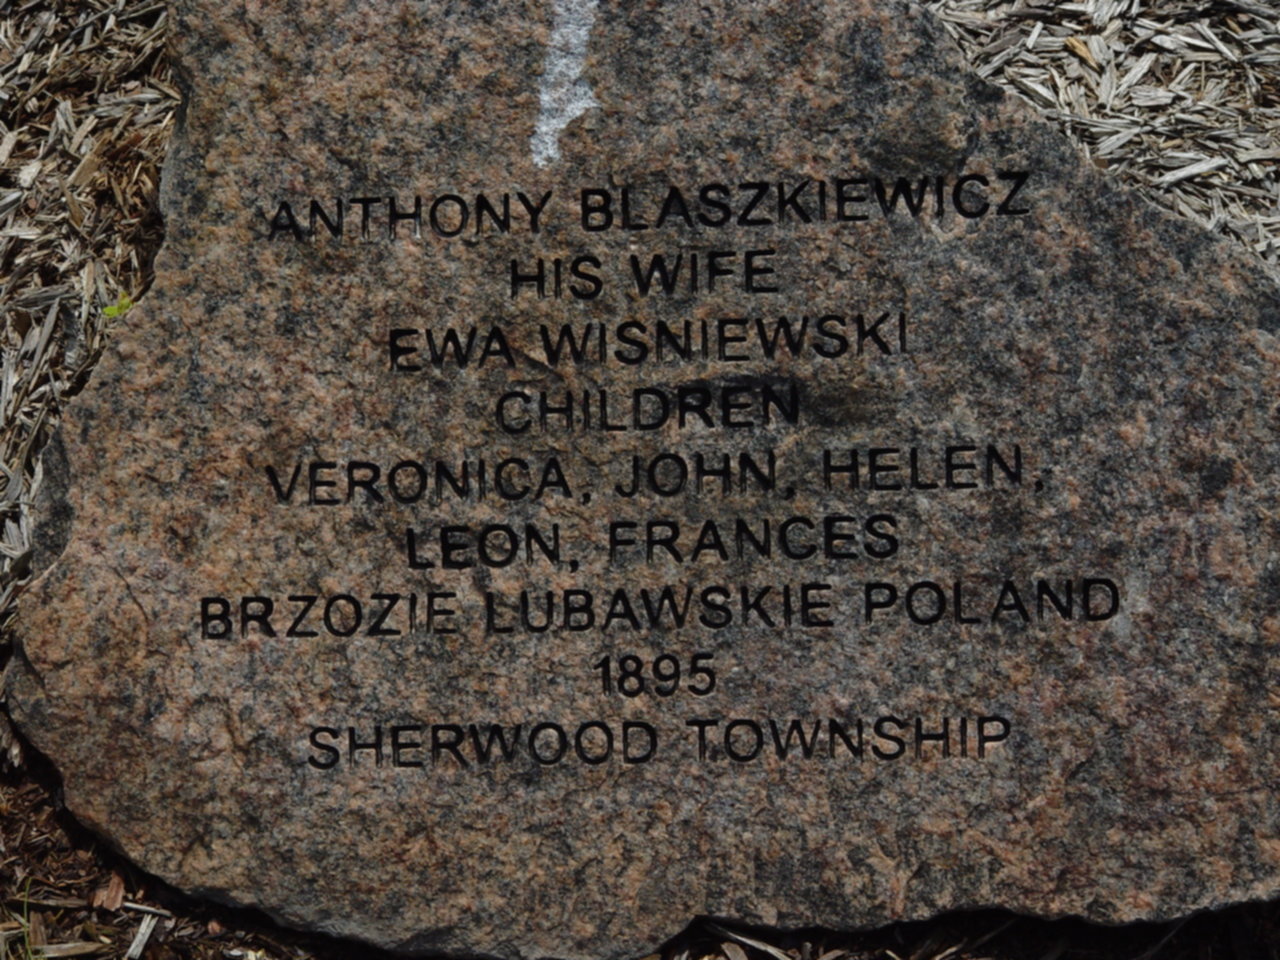 ANTHONY BLASZKIEWICZ
HIS WIFE
EWA WISNIEWSKI
CHILDREN
VERONICA, JOHN, HELEN,
LEON, FRANCES
BRZOZIE LUBAWSKIE POLAND
1895
SHERWOOD TOWNSHIP